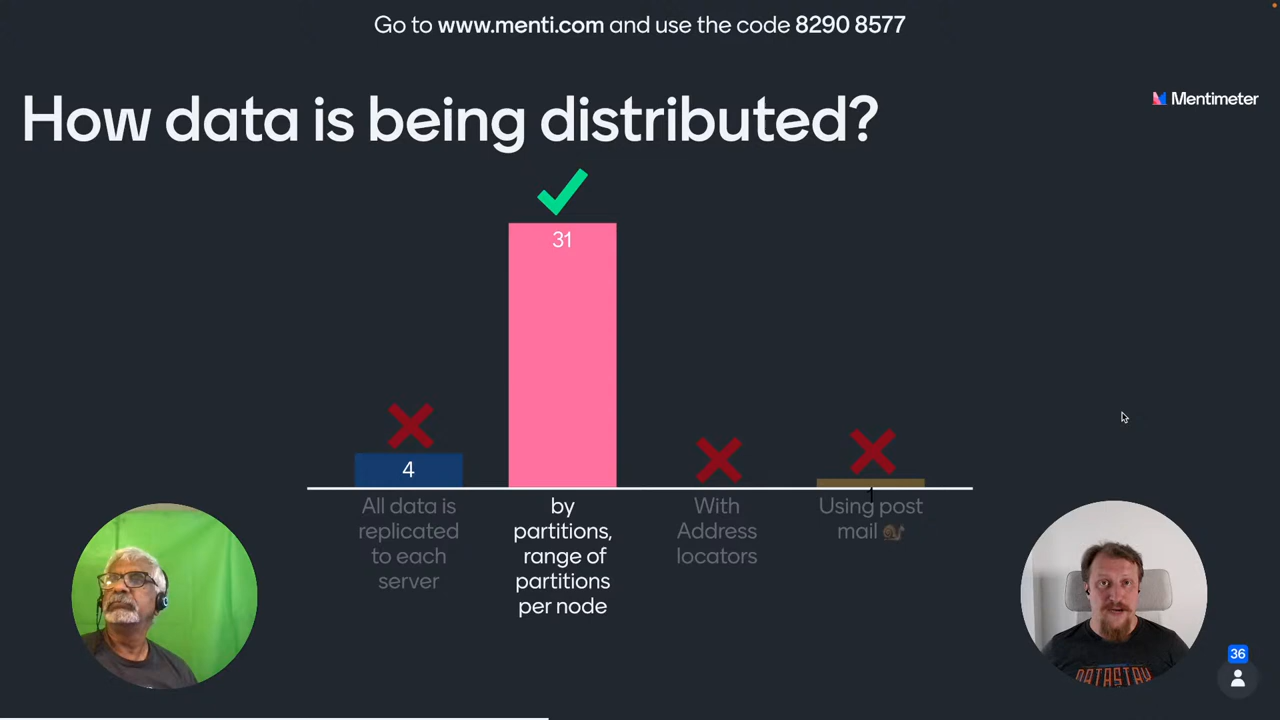 Go to www.menti.com and use the code 8290 8577
Mentimeter
How data is being distributed?
31
4
1
All data is
replicated
to each
server
by
partitions,
range of
partitions
per node
With
Address
locators
Using post
mail 🐌
DATASTAX
36